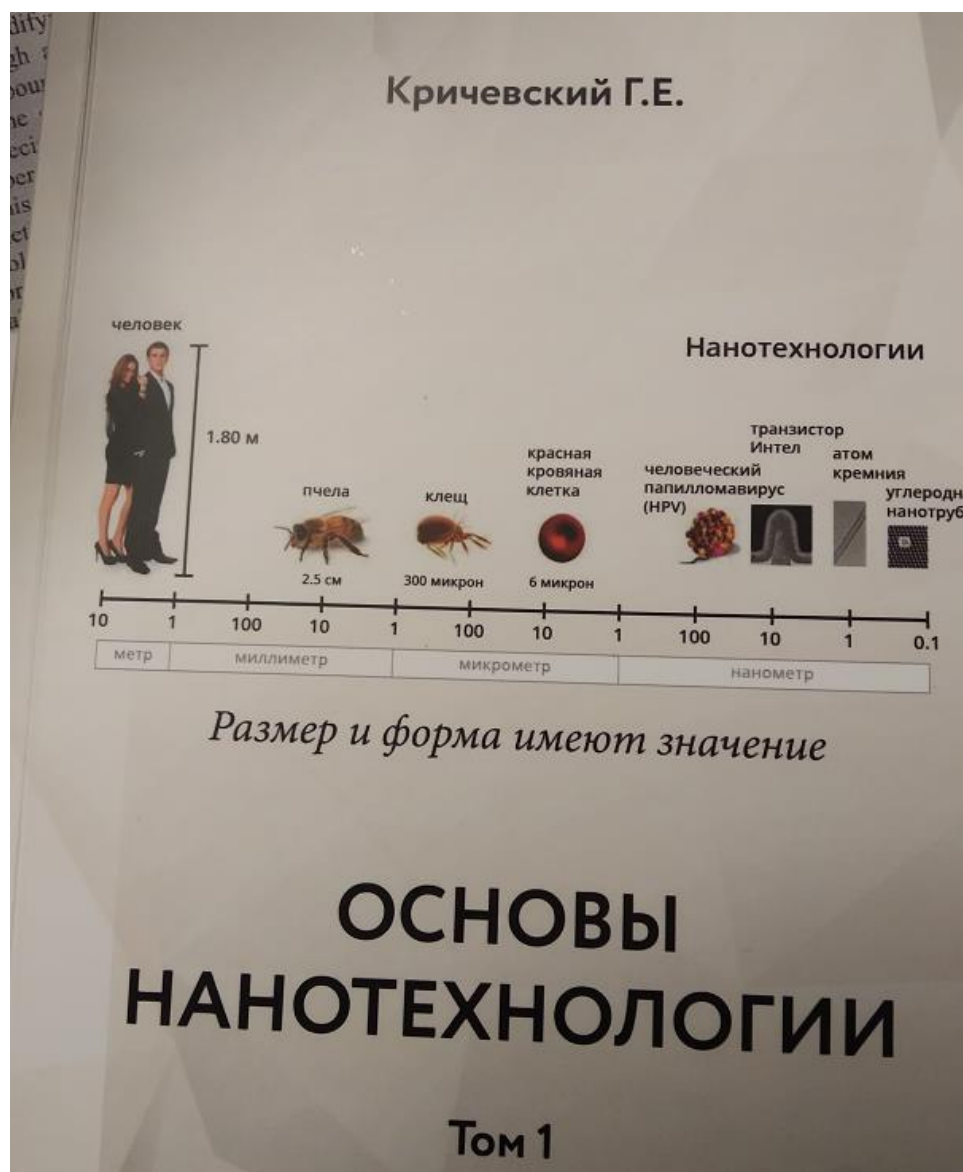 Кричевский Г.Е.
человек
Нанотехнологии
1.80 м
транзистор
Интел
атом
кремния
красная
кровяная
клетка
человеческий
папилломавирус
(HPV)
пчела
клещ
углеродн
нанотруб
2.5 см
300 микрон
6 микрон
10 1 100 10 1 100 10 1 100 10 1 0.1
метр миллиметр микрометр нанометр
Размер и форма имеют значение
ОСНОВЫ
НАНОТЕХНОЛОГИИ
Том 1